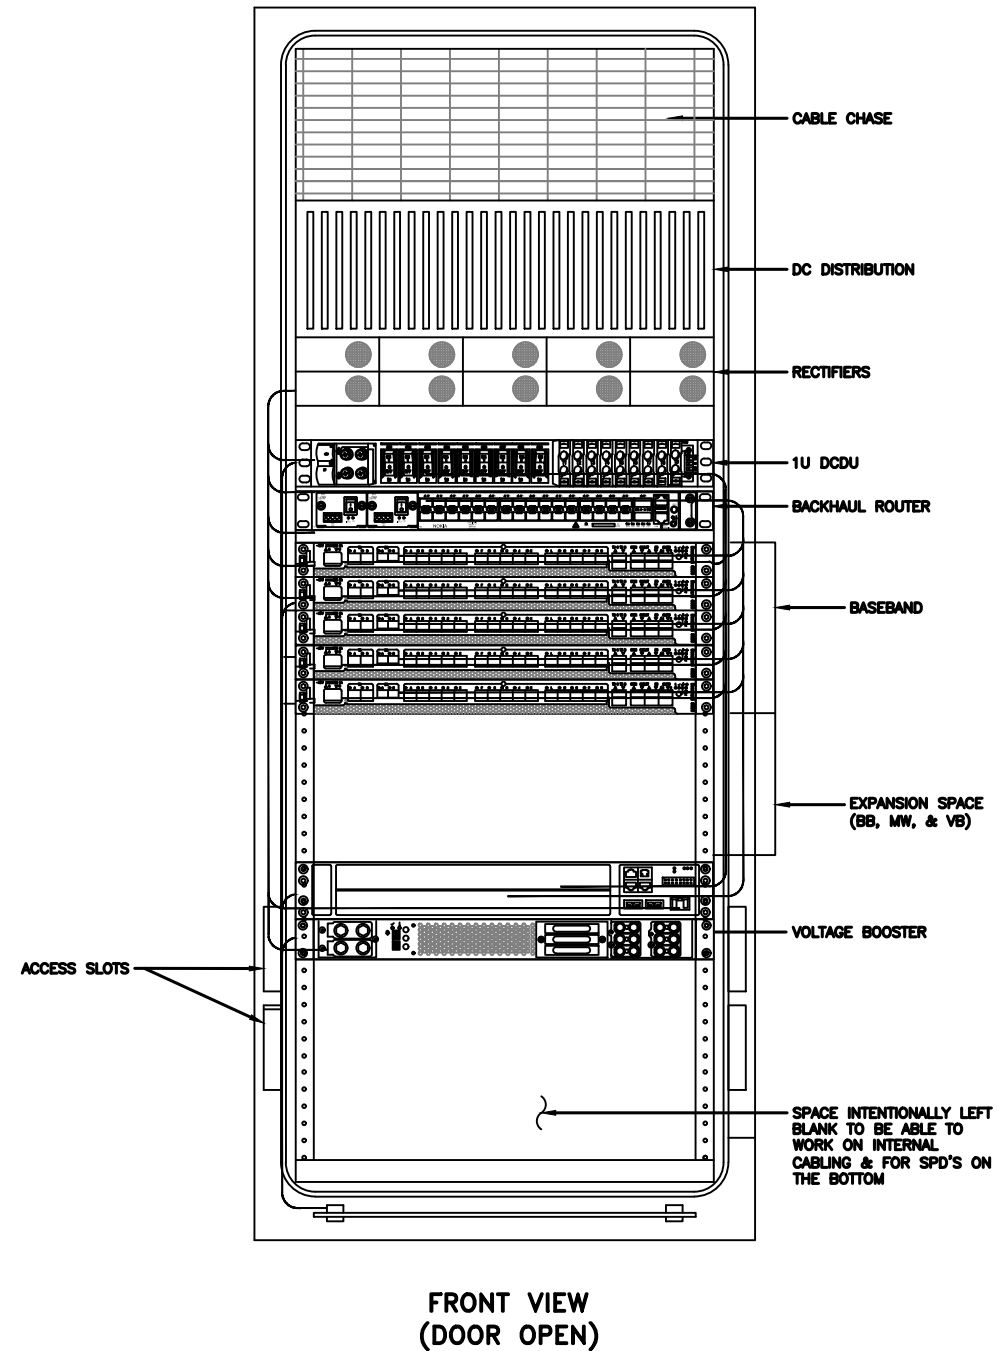 CABLE CHASE
DC DISTRIBUTION
RECTIFIERS
1U DCDU
BACKHAUL ROUTER
NOKIA
BASEBAND
EXPANSION SPACE
(BB, MW, & VB)
VOLTAGE BOOSTER
ACCESS SLOTS
SPACE INTENTIONALLY LEFT
BLANK TO BE ABLE TO
WORK ON INTERNAL
CABLING & FOR SPD'S ON
THE BOTTOM
FRONT VIEW
(DOOR OPEN)